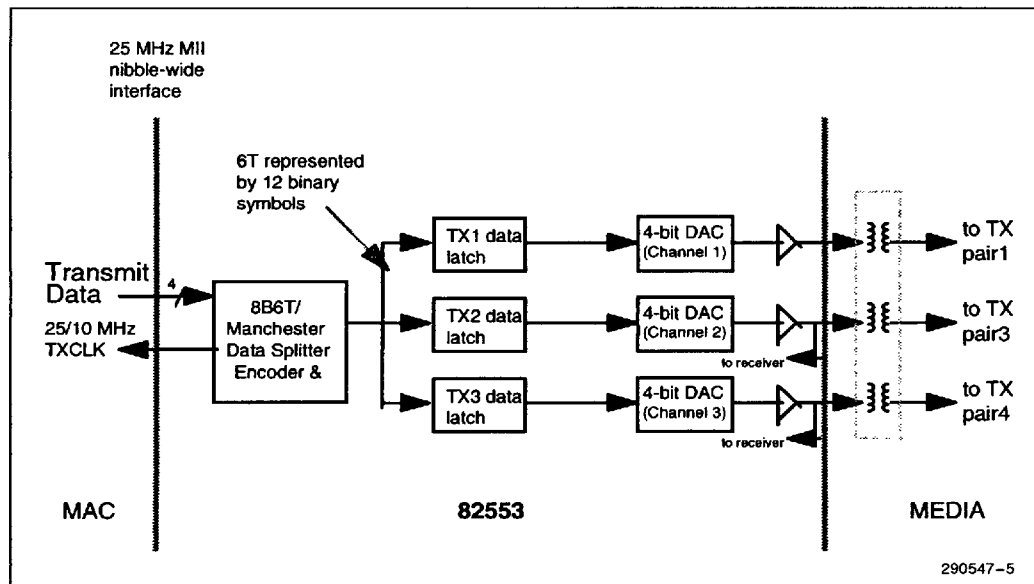 25 MHz MII
nibble-wide
interface
6T represented
by 12 binary
symbols
Transmit
Data
4
25/10 MHz
TXCLK
8B6T/
Manchester
Data Splitter
Encoder &
TX1 data
latch
4-bit DAC
(Channel 1)
to TX
pair1
TX2 data
latch
4-bit DAC
(Channel 2)
to receiver
to TX
pair3
TX3 data
latch
4-bit DAC
(Channel 3)
to receiver
to TX
pair4
MAC
82553
MEDIA
290547-5